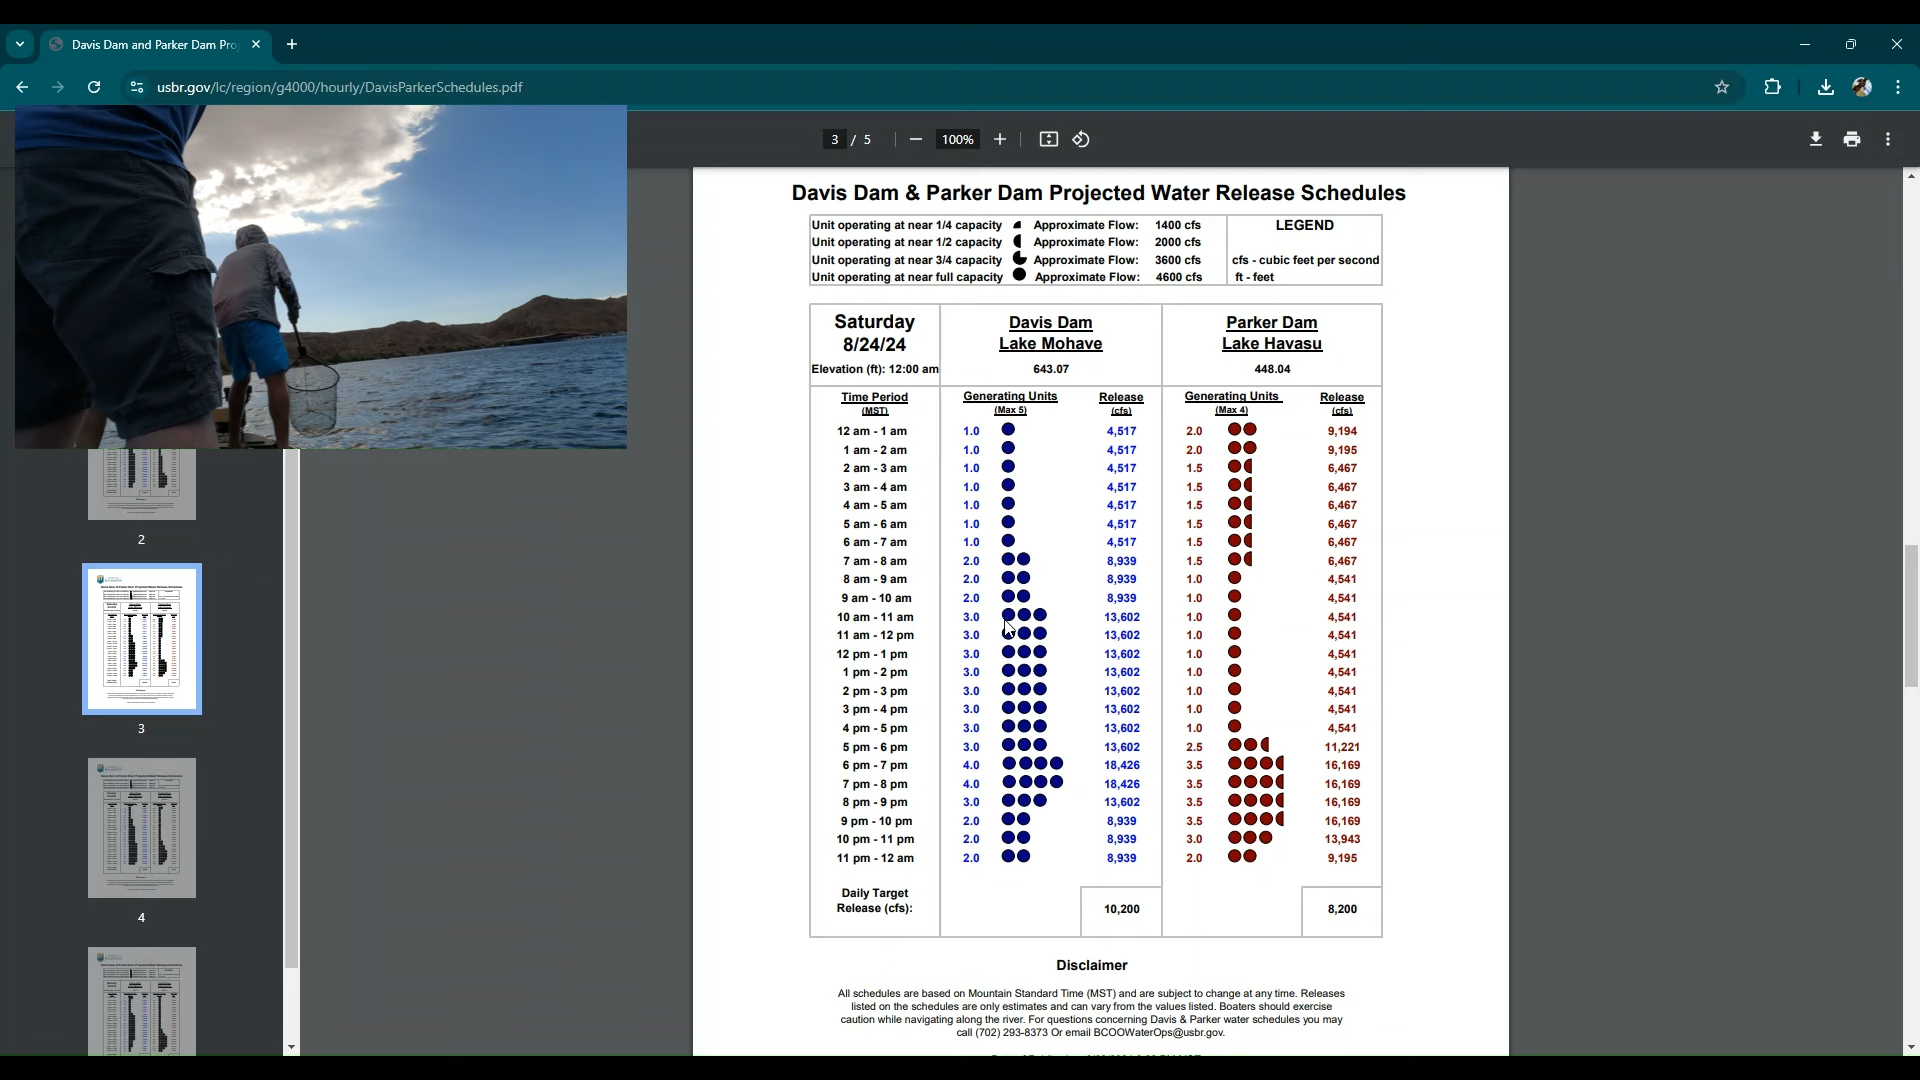 Davis Dam and Parker Dam Pro
usbr.gov/lc/region/g4000/hourly/DavisParkerSchedules.pdf
3 / 5
100%
2
3
4
Davis Dam & Parker Dam Projected Water Release Schedules
Unit operating at near 1/4 capacity Approximate Flow: 1400 cfs LEGEND
Unit operating at near 1/2 capacity Approximate Flow: 2000 cfs
Unit operating at near 3/4 capacity Approximate Flow: 3600 cfs cfs - cubic feet per second
Unit operating at near full capacity Approximate Flow: 4600 cfs ft - feet
Saturday Davis Dam Parker Dam
8/24/24 Lake Mohave Lake Havasu
Elevation (ft): 12:00 am 643.07 448.04
Time Period Generating Units Release Generating Units Release
(MST) (Max 5) (cfs) (Max 4) (cfs)
12 am - 1 am 1.0 4,517 2.0 9,194
1 am - 2 am 1.0 4,517 2.0 9,195
2 am - 3 am 1.0 4,517 1.5 6,467
3 am - 4 am 1.0 4,517 1.5 6,467
4 am - 5 am 1.0 4,517 1.5 6,467
5 am - 6 am 1.0 4,517 1.5 6,467
6 am - 7 am 1.0 4,517 1.5 6,467
7 am - 8 am 2.0 8,939 1.5 6,467
8 am - 9 am 2.0 8,939 1.0 4,541
9 am - 10 am 2.0 8,939 1.0 4,541
10 am - 11 am 3.0 13,602 1.0 4,541
11 am - 12 pm 3.0 13,602 1.0 4,541
12 pm - 1 pm 3.0 13,602 1.0 4,541
1 pm - 2 pm 3.0 13,602 1.0 4,541
2 pm - 3 pm 3.0 13,602 1.0 4,541
3 pm - 4 pm 3.0 13,602 1.0 4,541
4 pm - 5 pm 3.0 13,602 1.0 4,541
5 pm - 6 pm 3.0 13,602 2.5 11,221
6 pm - 7 pm 4.0 18,426 3.5 16,169
7 pm - 8 pm 4.0 18,426 3.5 16,169
8 pm - 9 pm 3.0 13,602 3.5 16,169
9 pm - 10 pm 2.0 8,939 3.5 16,169
10 pm - 11 pm 2.0 8,939 3.0 13,943
11 pm - 12 am 2.0 8,939 2.0 9,195
Daily Target
Release (cfs): 10,200 8,200
Disclaimer
All schedules are based on Mountain Standard Time (MST) and are subject to change at any time. Releases
listed on the schedules are only estimates and can vary from the values listed. Boaters should exercise
caution while navigating along the river. For questions concerning Davis & Parker water schedules you may
call (702) 293-8373 Or email BCOOWaterOps@usbr.gov.